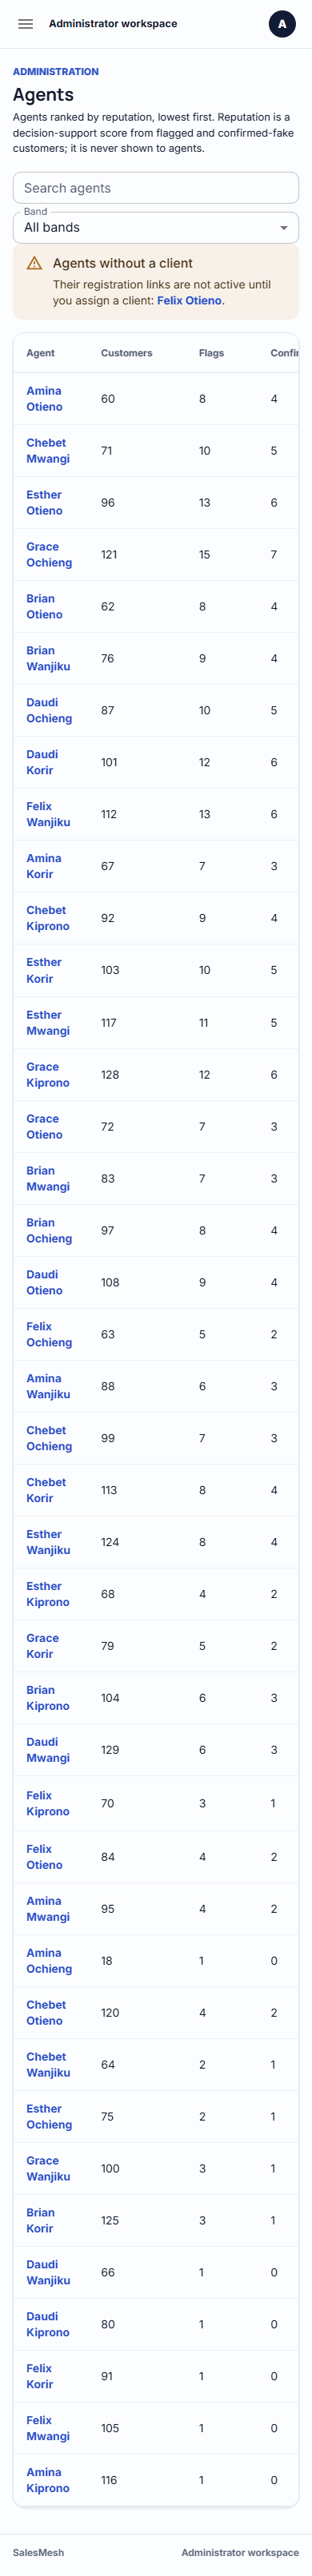 Administrator workspace
A
ADMINISTRATION
Agents
Agents ranked by reputation, lowest first. Reputation is a
decision-support score from flagged and confirmed-fake
customers; it is never shown to agents.
Search agents
Band
All bands
Agents without a client
Their registration links are not active until
you assign a client: Felix Otieno.
Agent Customers Flags Confir
Amina Otieno 60 8 4
Chebet Mwangi 71 10 5
Esther Otieno 96 13 6
Grace Ochieng 121 15 7
Brian Otieno 62 8 4
Brian Wanjiku 76 9 4
Daudi Ochieng 87 10 5
Daudi Korir 101 12 6
Felix Wanjiku 112 13 6
Amina Korir 67 7 3
Chebet Kiprono 92 9 4
Esther Korir 103 10 5
Esther Mwangi 117 11 5
Grace Kiprono 128 12 6
Grace Otieno 72 7 3
Brian Mwangi 83 7 3
Brian Ochieng 97 8 4
Daudi Otieno 108 9 4
Felix Ochieng 63 5 2
Amina Wanjiku 88 6 3
Chebet Ochieng 99 7 3
Chebet Korir 113 8 4
Esther Wanjiku 124 8 4
Esther Kiprono 68 4 2
Grace Korir 79 5 2
Brian Kiprono 104 6 3
Daudi Mwangi 129 6 3
Felix Kiprono 70 3 1
Felix Otieno 84 4 2
Amina Mwangi 95 4 2
Amina Ochieng 18 1 0
Chebet Otieno 120 4 2
Chebet Wanjiku 64 2 1
Esther Ochieng 75 2 1
Grace Wanjiku 100 3 1
Brian Korir 125 3 1
Daudi Wanjiku 66 1 0
Daudi Kiprono 80 1 0
Felix Korir 91 1 0
Felix Mwangi 105 1 0
Amina Kiprono 116 1 0
SalesMesh
Administrator workspace